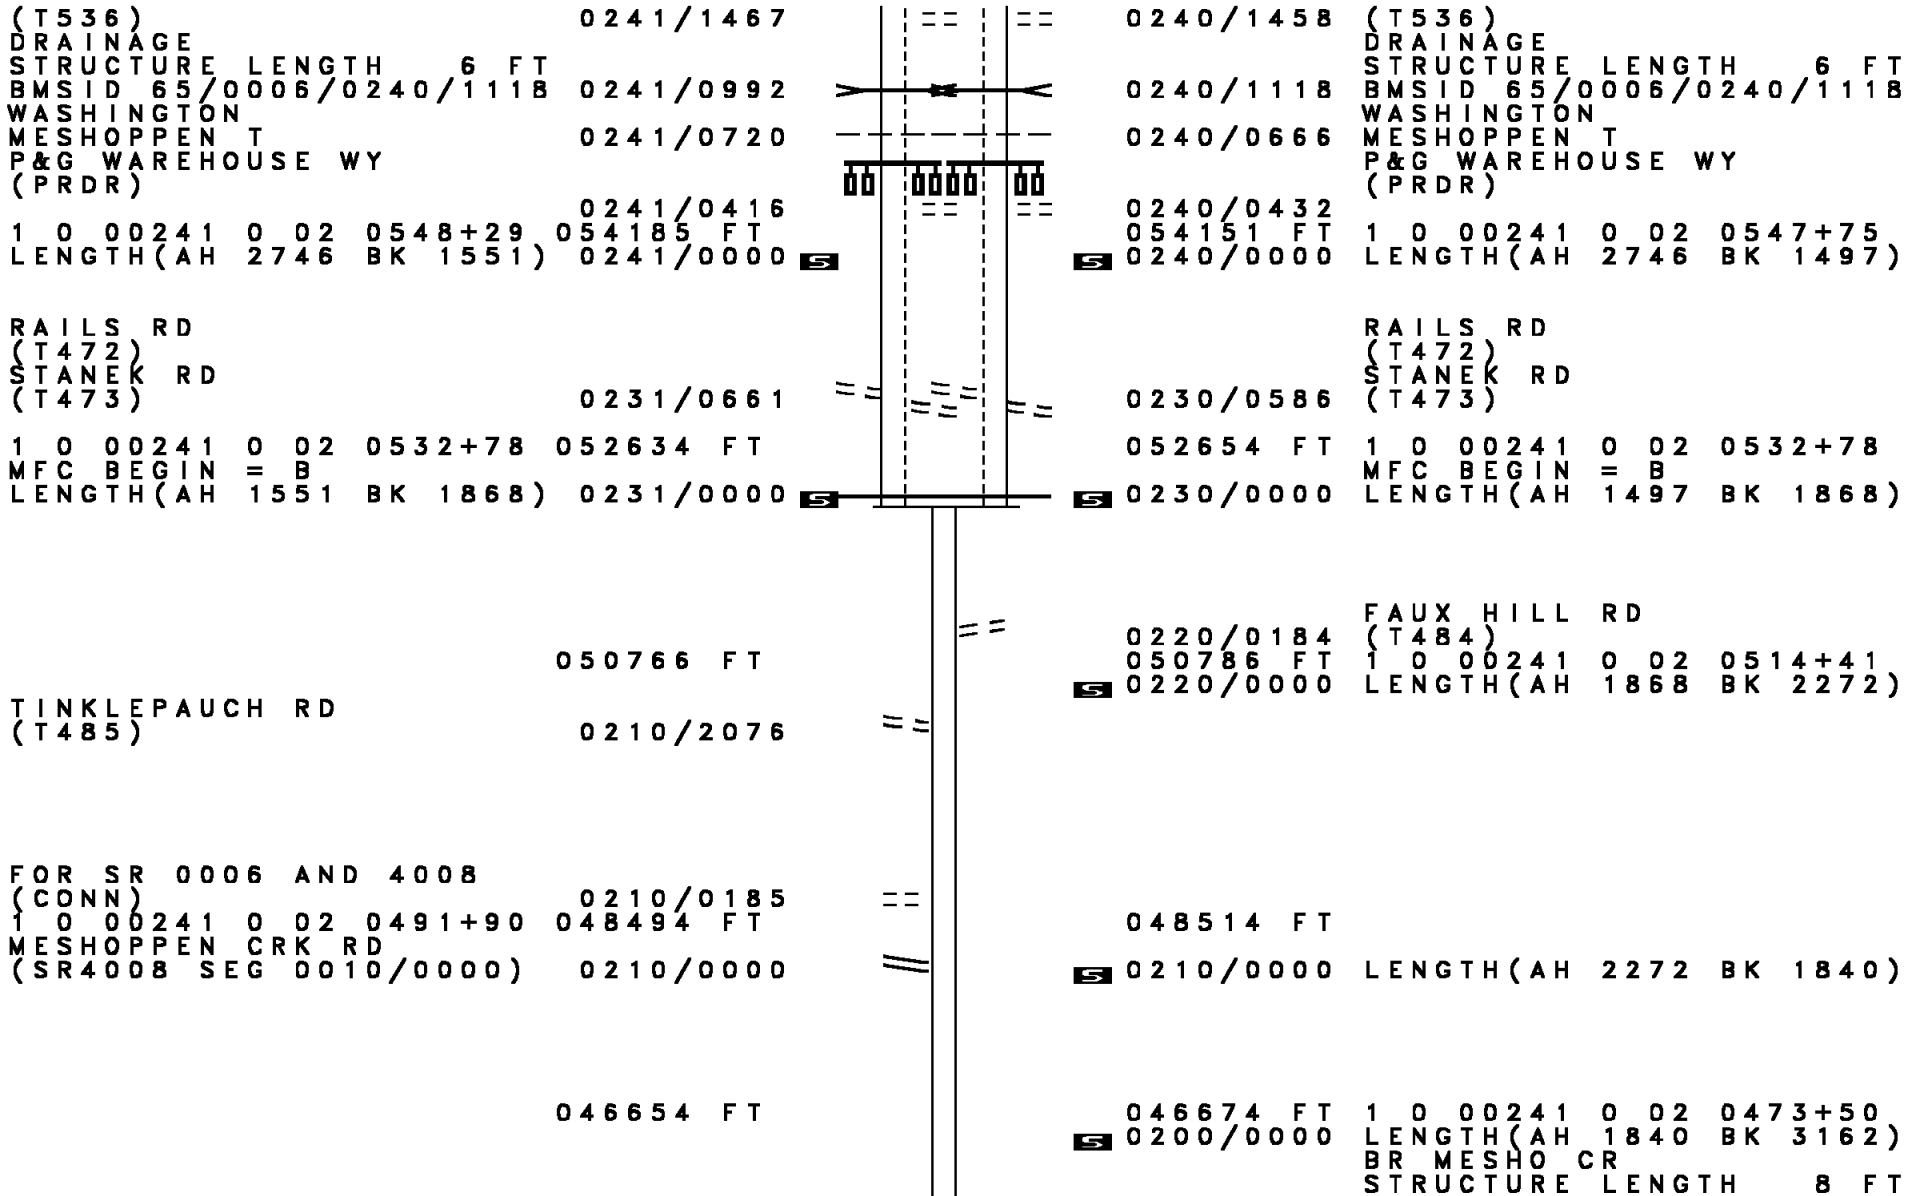 (T536) 0241/1467 0240/1458 (T536)
DRAINAGE DRAINAGE
STRUCTURE LENGTH 6 FT STRUCTURE LENGTH 6 FT
BMSID 65/0006/0240/1118 0241/0992 0240/1118 BMSID 65/0006/0240/1118
WASHINGTON WASHINGTON
MESHOPPEN T 0241/0720 0240/0666 MESHOPPEN T
P&G WAREHOUSE WY P&G WAREHOUSE WY
(PRDR) (PRDR)
0241/0416 0240/0432
1 0 00241 0 02 0548+29 054185 FT 054151 FT 1 0 00241 0 02 0547+75
LENGTH(AH 2746 BK 1551) 0241/0000 S S 0240/0000 LENGTH(AH 2746 BK 1497)
RAILS RD RAILS RD
(T472) (T472)
STANEK RD STANEK RD
(T473) 0231/0661 0230/0586 (T473)
1 0 00241 0 02 0532+78 052634 FT 052654 FT 1 0 00241 0 02 0532+78
MFC BEGIN = B MFC BEGIN = B
LENGTH(AH 1551 BK 1868) 0231/0000 S S 0230/0000 LENGTH(AH 1497 BK 1868)
FAUX HILL RD
0220/0184 (T484)
050766 FT 050786 FT 1 0 00241 0 02 0514+41
S 0220/0000 LENGTH(AH 1868 BK 2272)
TINKLEPAUCH RD
(T485) 0210/2076
FOR SR 0006 AND 4008
(CONN) 0210/0185
1 0 00241 0 02 0491+90 048494 FT 048514 FT
MESHOPPEN CRK RD
(SR4008 SEG 0010/0000) 0210/0000 S 0210/0000 LENGTH(AH 2272 BK 1840)
046654 FT 046674 FT 1 0 00241 0 02 0473+50
S 0200/0000 LENGTH(AH 1840 BK 3162)
BR MESHO CR
STRUCTURE LENGTH 8 FT